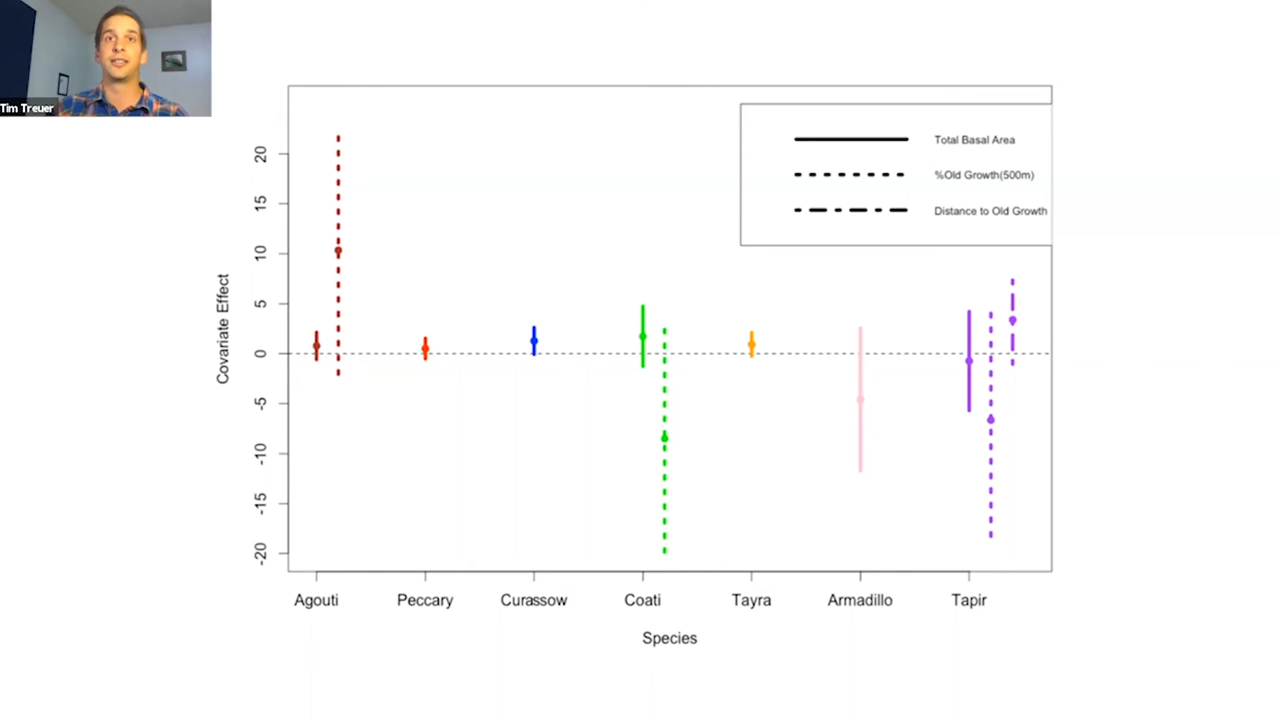 Tim Treuer
Total Basal Area
%Old Growth(500m)
Distance to Old Growth
Covariate Effect
20
15
10
5
0
-5
-10
-15
-20
Agouti Peccary Curassow Coati Tayra Armadillo Tapir
Species